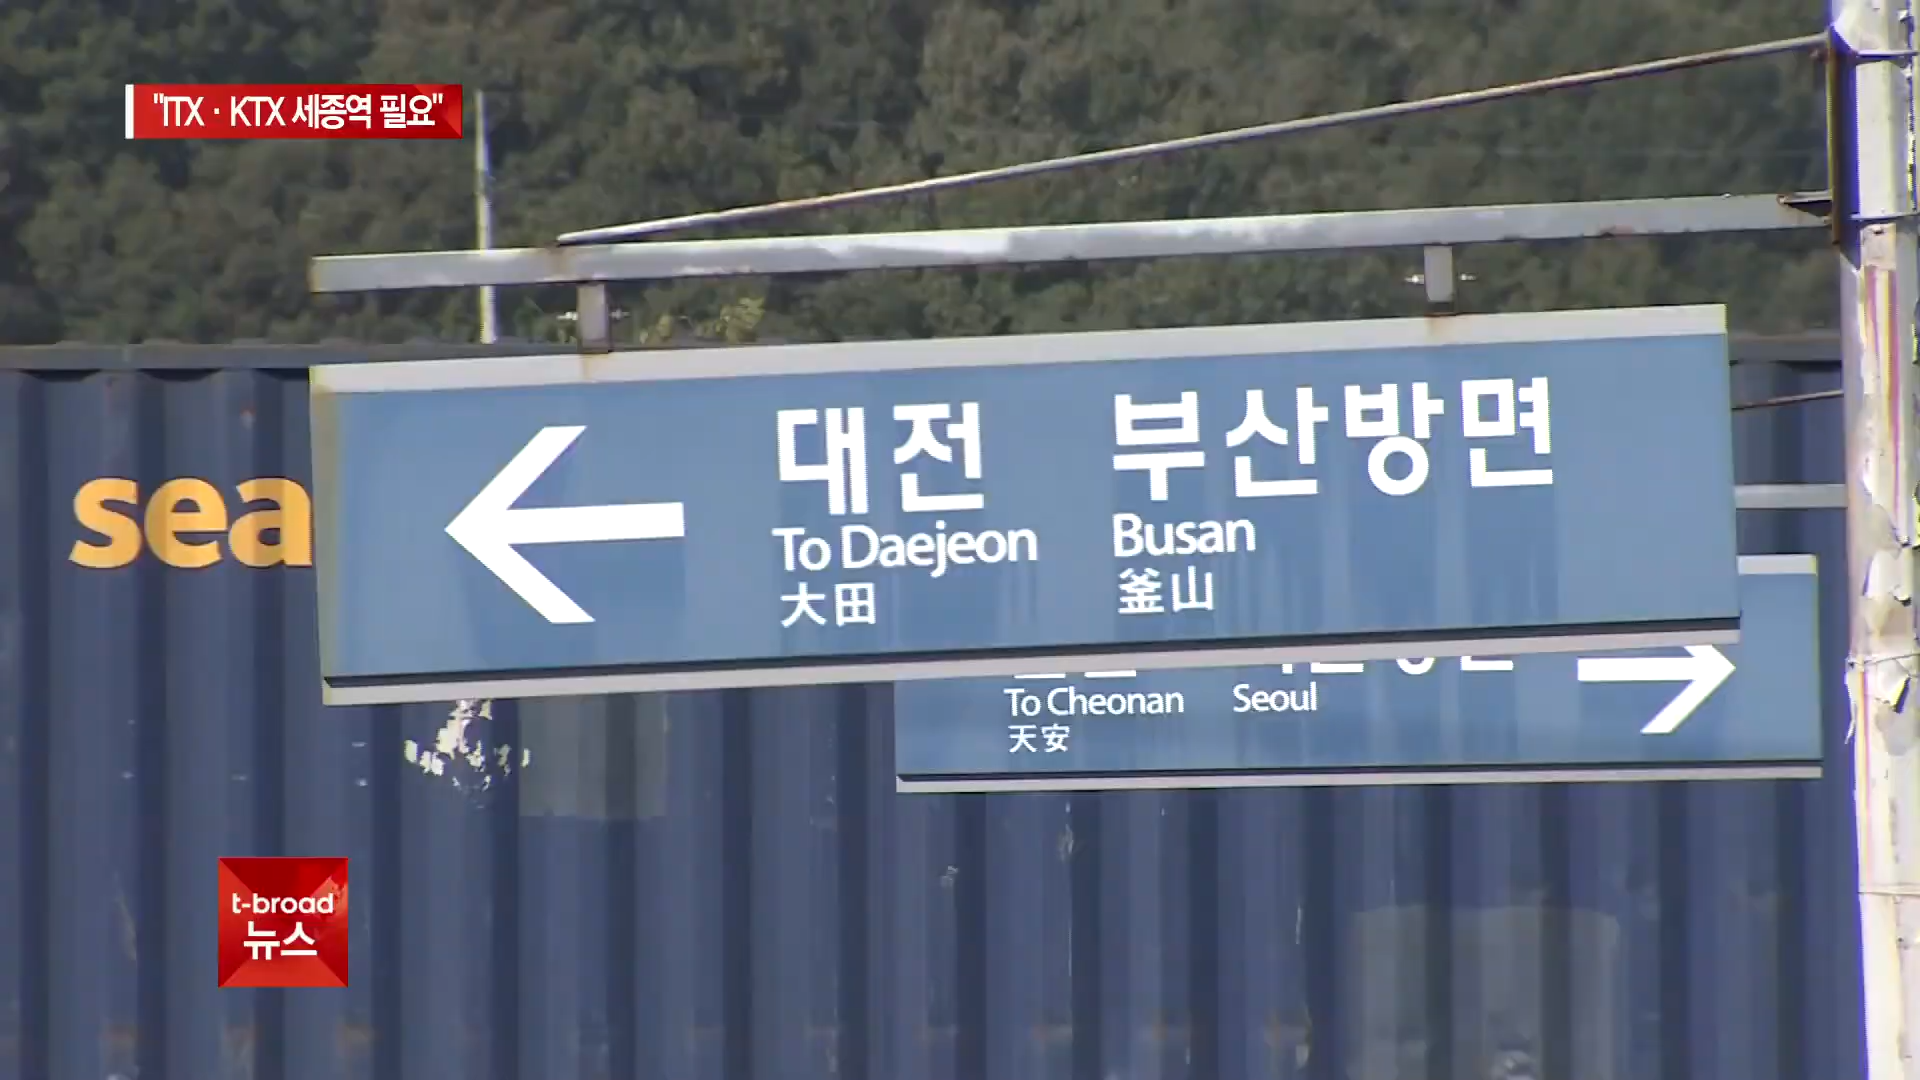 "ITX · KTX 세종역 필요"
대전 부산방면
To Daejeon Busan
大田 釜山
sea
To Cheonan Seoul
天安
t-broad
뉴스